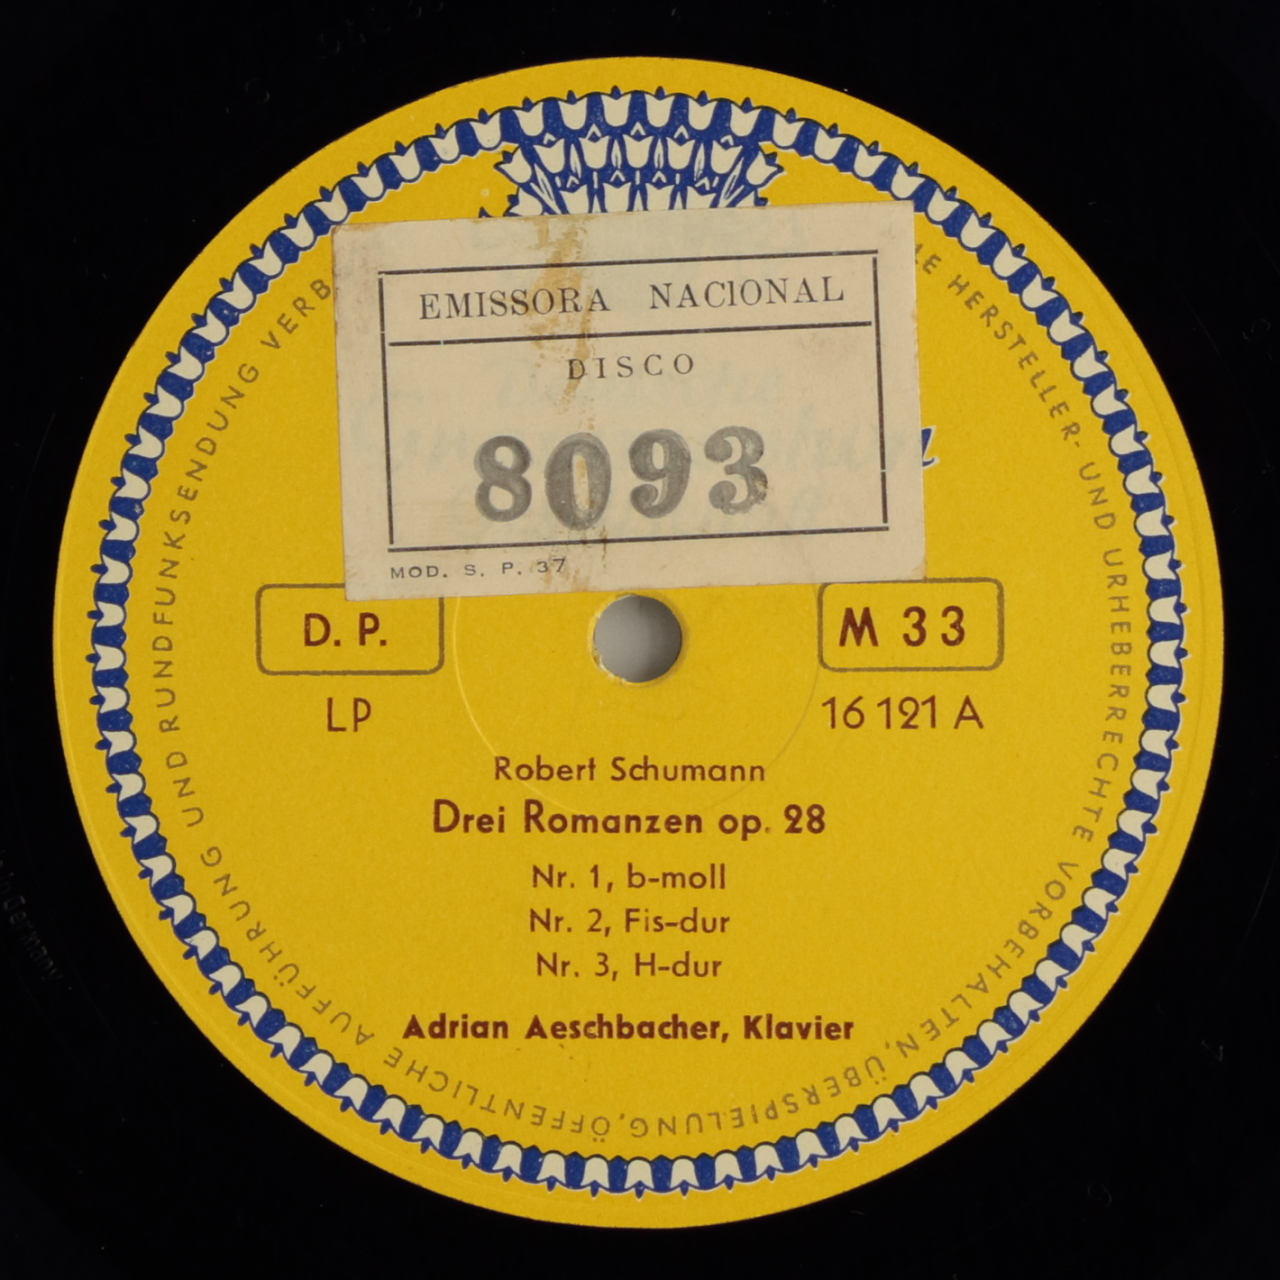 EMISSORA NACIONAL
DISCO
8093
MOD. S. P. 37
D. P.
M 33
LP
16 121 A
Robert Schumann
Drei Romanzen op. 28
Nr. 1, b-moll
Nr. 2, Fis-dur
Nr. 3, H-dur
Adrian Aeschbacher, Klavier
HERSTELLER- UND URHEBERRECHTE VORBEHALTEN, ÜBERSPIELUNG, ÖFFENTLICHE AUFFÜHRUNG UND RUNDFUNKSENDUNG